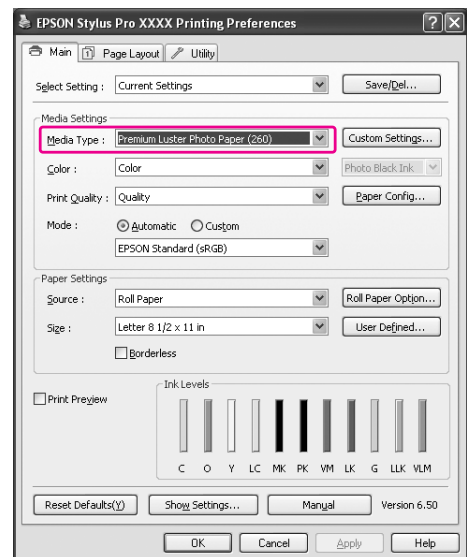 EPSON Stylus Pro XXXX Printing Preferences
Main Page Layout Utility
Select Setting : Current Settings Save/Del...
Media Settings
Media Type : Premium Luster Photo Paper (260) Custom Settings...
Color : Color Photo Black Ink
Print Quality : Quality Paper Config...
Mode : Automatic Custom
EPSON Standard (sRGB)
Paper Settings
Source : Roll Paper Roll Paper Option...
Size : Letter 8 1/2 x 11 in User Defined...
Borderless
Ink Levels
Print Preview
C O Y LC MK PK VM LK G LLK VLM
Reset Defaults(Y) Show Settings... Manual Version 6.50
OK Cancel Apply Help